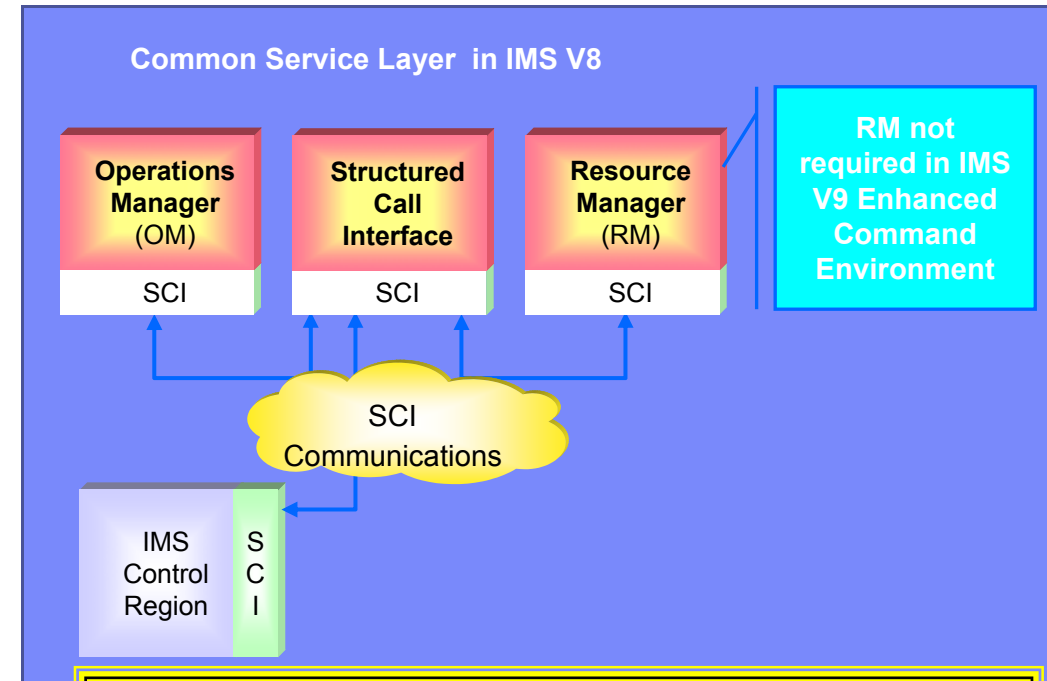 Common Service Layer in IMS V8
Operations
Manager
(OM)
SCI
Structured
Call
Interface
SCI
Resource
Manager
(RM)
SCI
RM not
required in IMS
V9 Enhanced
Command
Environment
SCI
Communications
IMS
Control
Region
S
C
I